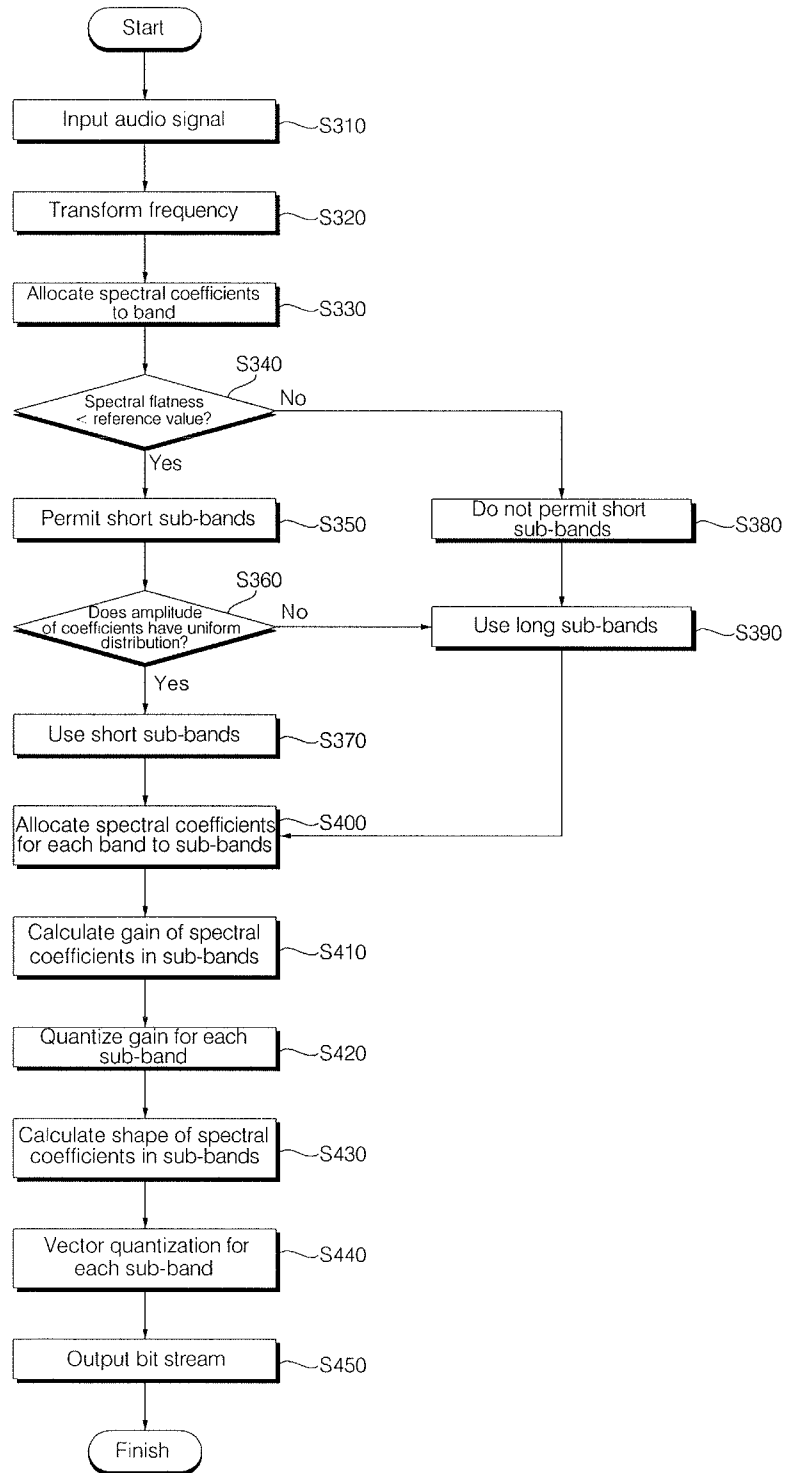 Start
Input audio signal
S310
Transform frequency
S320
Allocate spectral coefficients
to band
S330
S340
Spectral flatness
< reference value?
No
Yes
Permit short sub-bands
S350
Do not permit short
sub-bands
S380
S360
Does amplitude
of coefficients have uniform
distribution?
No
Use long sub-bands
S390
Yes
Use short sub-bands
S370
Allocate spectral coefficients
for each band to sub-bands
S400
Calculate gain of spectral
coefficients in sub-bands
S410
Quantize gain for each
sub-band
S420
Calculate shape of spectral
coefficients in sub-bands
S430
Vector quantization for
each sub-band
S440
Output bit stream
S450
Finish